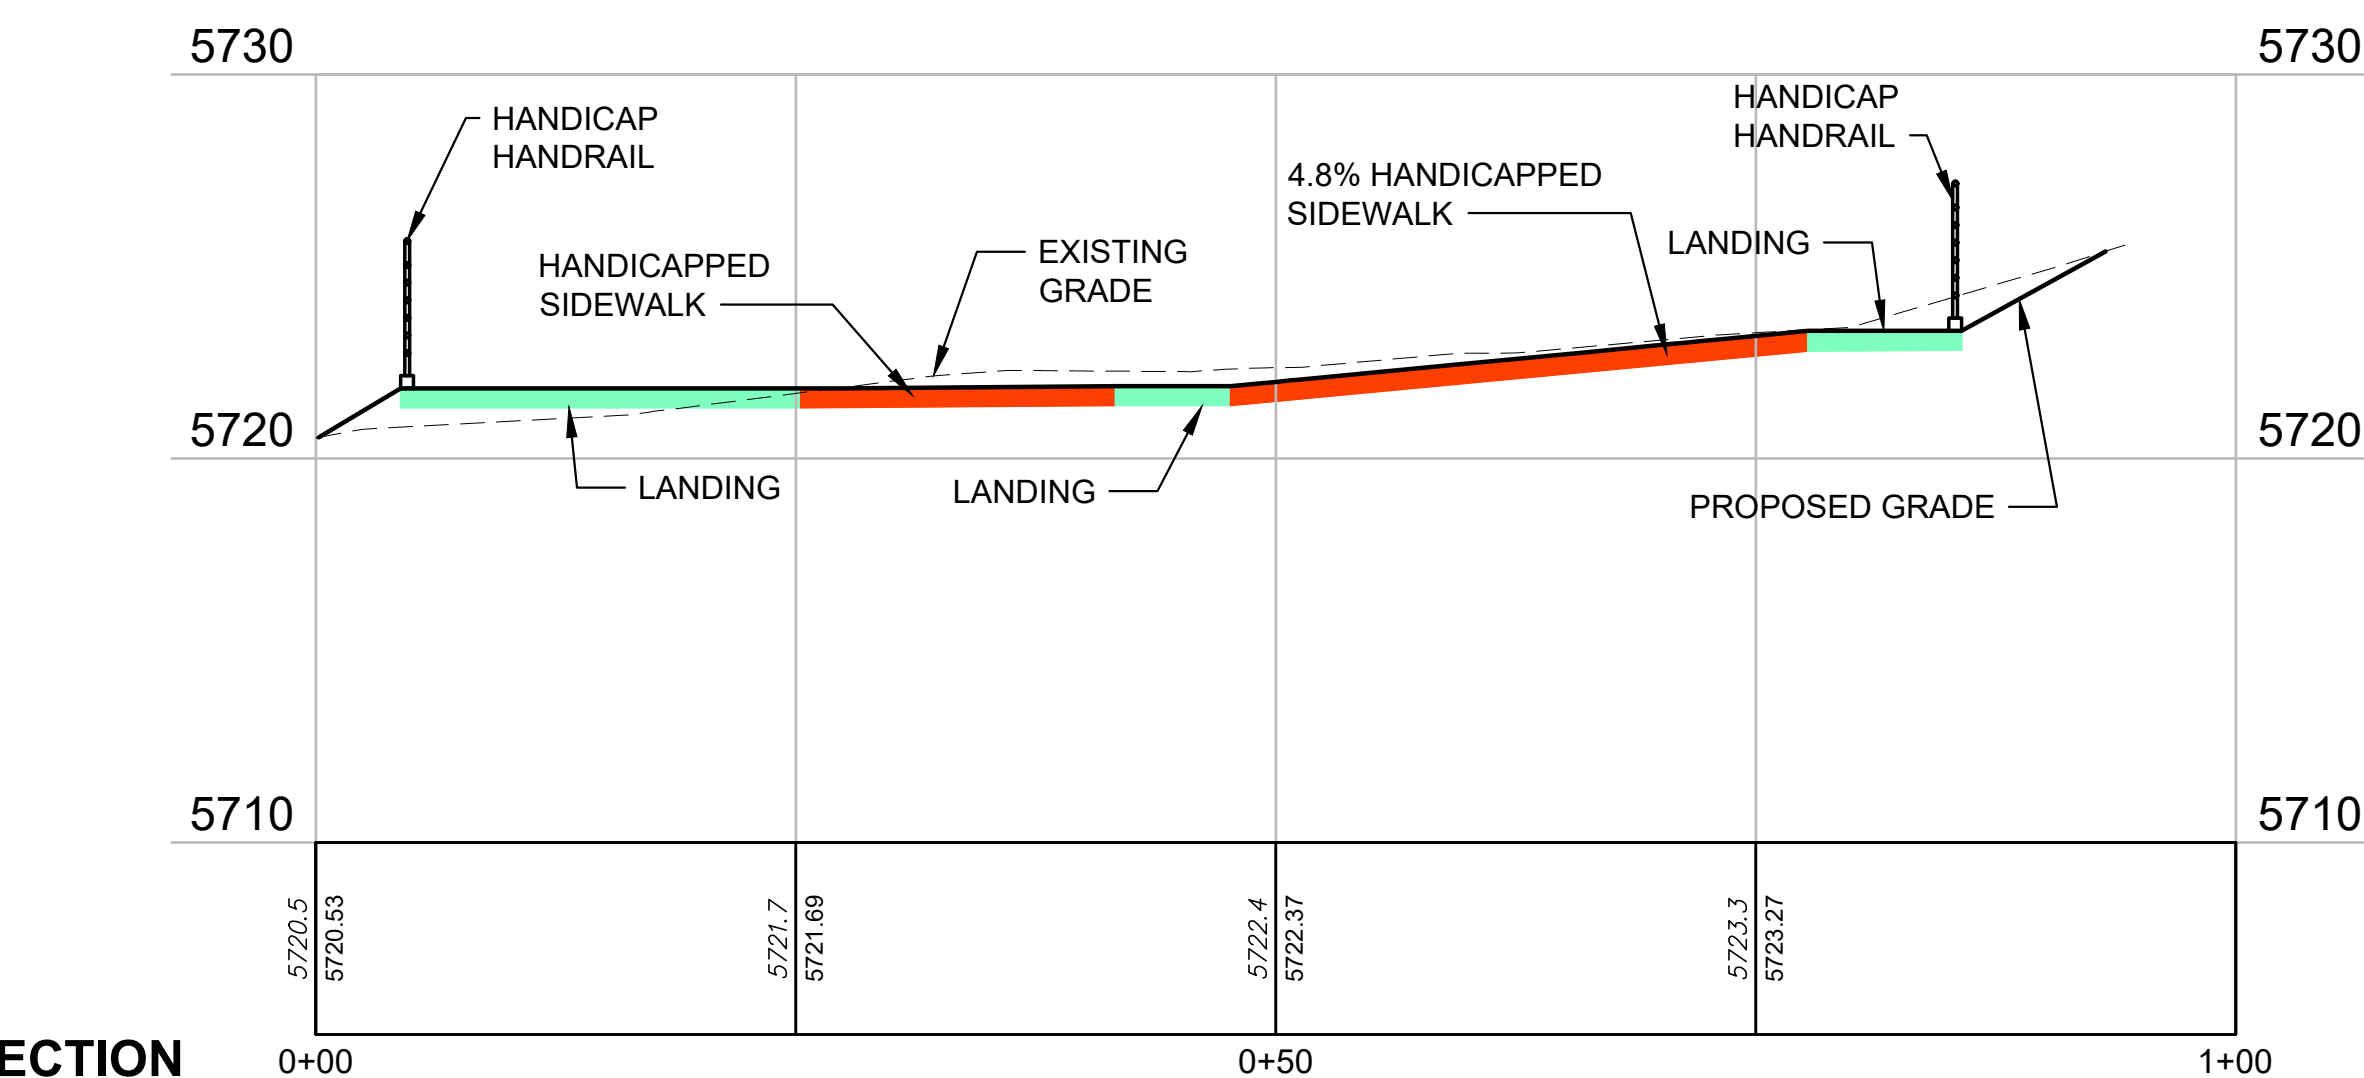 5730
5730
HANDICAP
HANDRAIL
HANDICAP
HANDRAIL
4.8% HANDICAPPED
SIDEWALK
LANDING
EXISTING
GRADE
HANDICAPPED
SIDEWALK
5720
5720
LANDING
LANDING
PROPOSED GRADE
5710
5710
5720.5
5720.53
5721.7
5721.69
5722.4
5722.37
5723.3
5723.27
ECTION
0+00
0+50
1+00